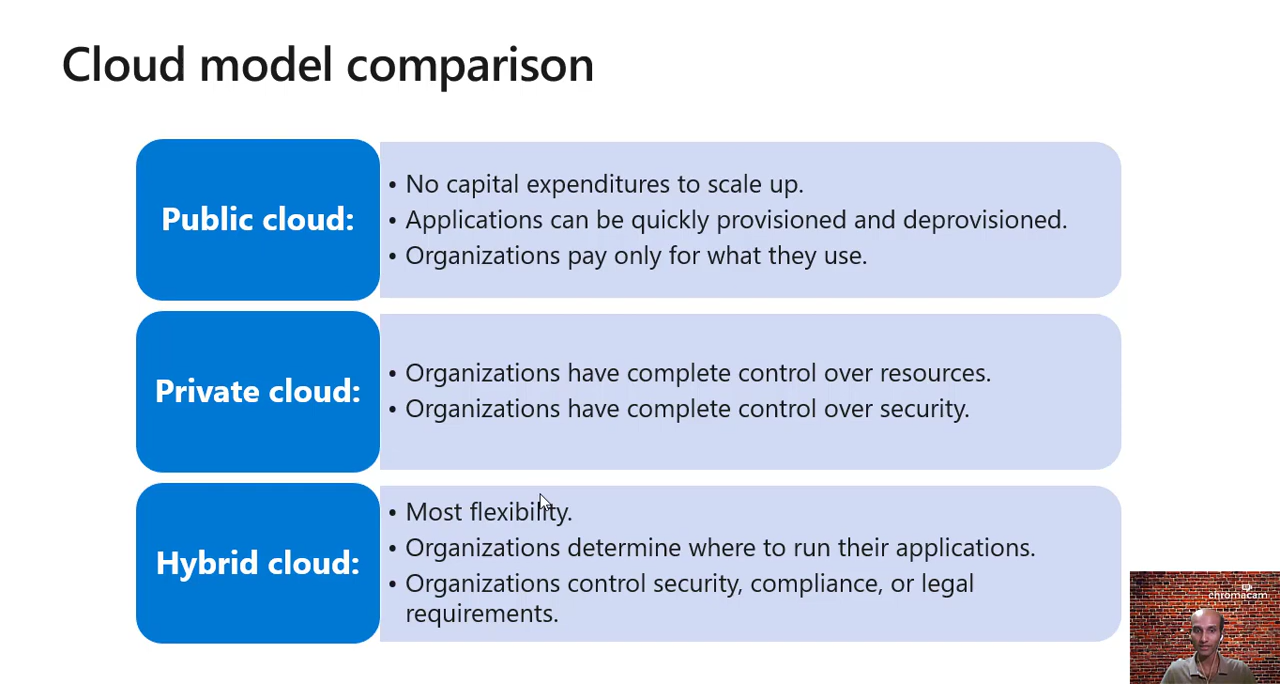 Cloud model comparison
Public cloud:
• No capital expenditures to scale up.
• Applications can be quickly provisioned and deprovisioned.
• Organizations pay only for what they use.
Private cloud:
• Organizations have complete control over resources.
• Organizations have complete control over security.
Hybrid cloud:
• Most flexibility.
• Organizations determine where to run their applications.
• Organizations control security, compliance, or legal
requirements.
chromacam